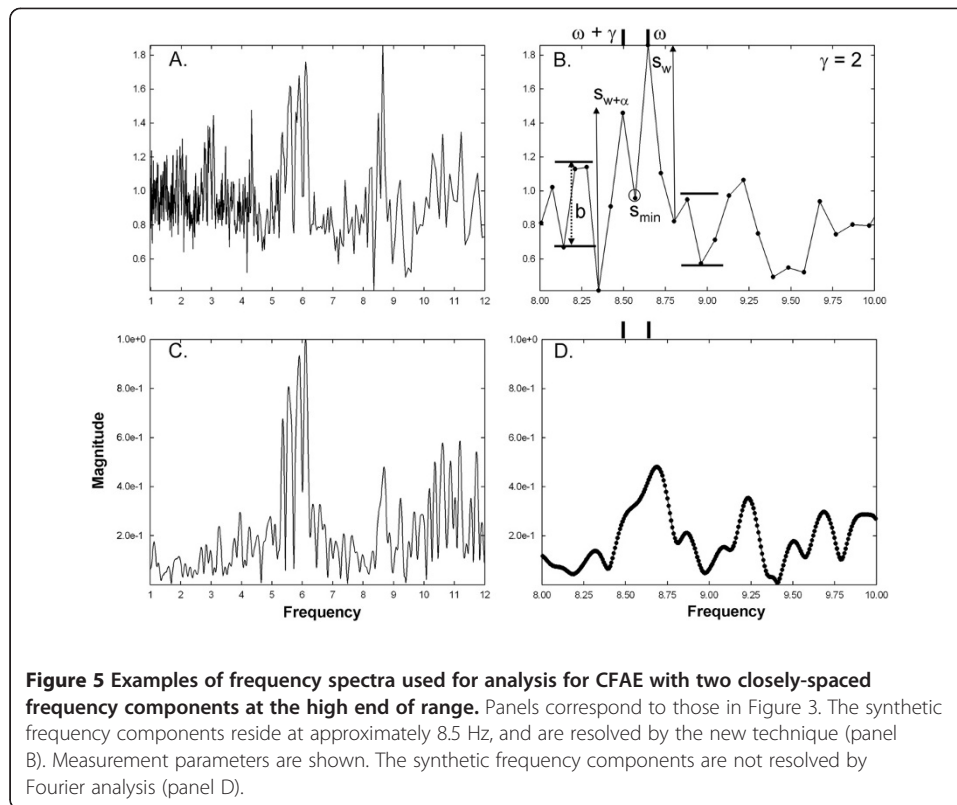 A.
1.8
1.6
1.4
1.2
1.0
0.8
0.6
1 2 3 4 5 6 7 8 9 10 11 12
ω + γ ω
B.
γ = 2
s_w
s_w+α
b
s_min
1.8
1.6
1.4
1.2
1.0
0.8
0.6
8.00 8.25 8.50 8.75 9.00 9.25 9.50 9.75 10.00
C.
1.0e+0
8.0e-1
6.0e-1
4.0e-1
2.0e-1
Magnitude
1 2 3 4 5 6 7 8 9 10 11 12
Frequency
D.
1.0e+0
8.0e-1
6.0e-1
4.0e-1
2.0e-1
8.00 8.25 8.50 8.75 9.00 9.25 9.50 9.75 10.00
Frequency
Figure 5 Examples of frequency spectra used for analysis for CFAE with two closely-spaced
frequency components at the high end of range. Panels correspond to those in Figure 3. The synthetic
frequency components reside at approximately 8.5 Hz, and are resolved by the new technique (panel
B). Measurement parameters are shown. The synthetic frequency components are not resolved by
Fourier analysis (panel D).